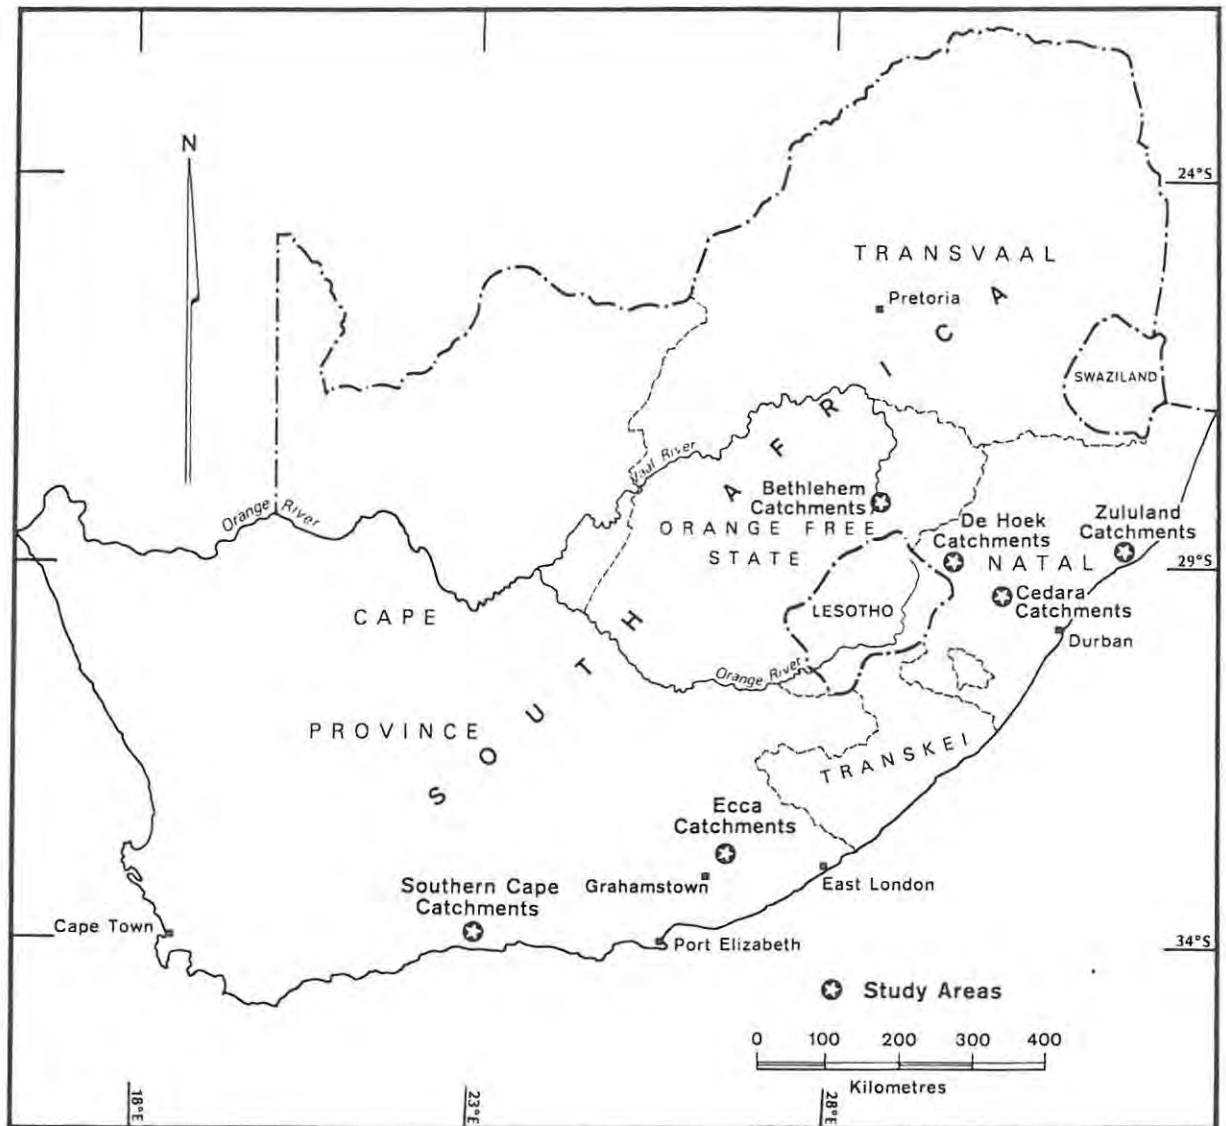 N
24°S
TRANSVAAL
Pretoria
SWAZILAND
Vaal River
Bethlehem
Catchments
ORANGE FREE
STATE
Orange River
De Hoek
Catchments
Zululand
Catchments
NATAL
29°S
Cedara
Catchments
LESOTHO
Durban
CAPE
PROVINCE
Orange River
SOUTH AFRICA
TRANSKEI
Ecca
Catchments
Grahamstown
East London
Southern Cape
Catchments
Cape Town
Port Elizabeth
34°S
Study Areas
0 100 200 300 400
Kilometres
18°E
23°E
28°E